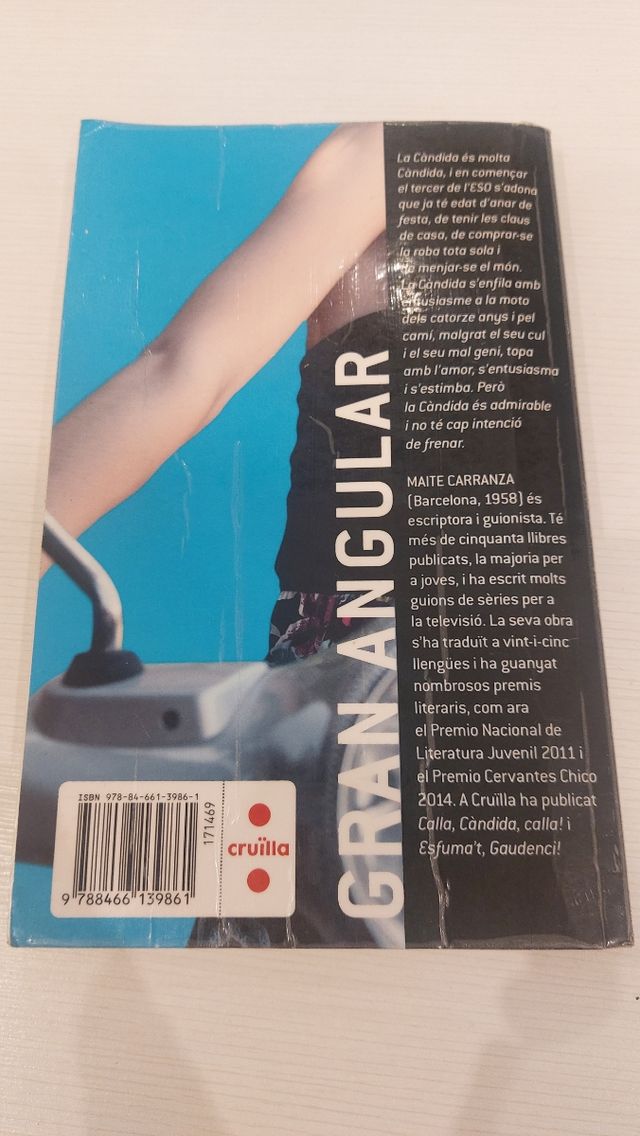 La Càndida és molta
Càndida, i en començar
el tercer de l'ESO s'adona
que ja té edat d'anar de
festa, de tenir les claus
de casa, de comprar-se
la roba tota sola i
de menjar-se el món.
La Càndida s'enfila amb
entusiasme a la moto
dels catorze anys i pel
camí, malgrat el seu cul
i el seu mal geni, topa
amb l'amor, s'entusiasma
i s'estimba. Però
la Càndida és admirable
i no té cap intenció
de frenar.
MAITE CARRANZA
(Barcelona, 1958) és
escriptora i guionista. Té
més de cinquanta llibres
publicats, la majoria per
a joves, i ha escrit molts
guions de sèries per a
la televisió. La seva obra
s'ha traduït a vint-i-cinc
llengües i ha guanyat
nombrosos premis
literaris, com ara
el Premio Nacional de
Literatura Juvenil 2011 i
el Premio Cervantes Chico
2014. A Cruïlla ha publicat
Calla, Càndida, calla! i
Esfuma't, Gaudenci!
GRAN ANGULAR
ISBN 978-84-661-3986-1
9 788466 139861
171469
cruïlla